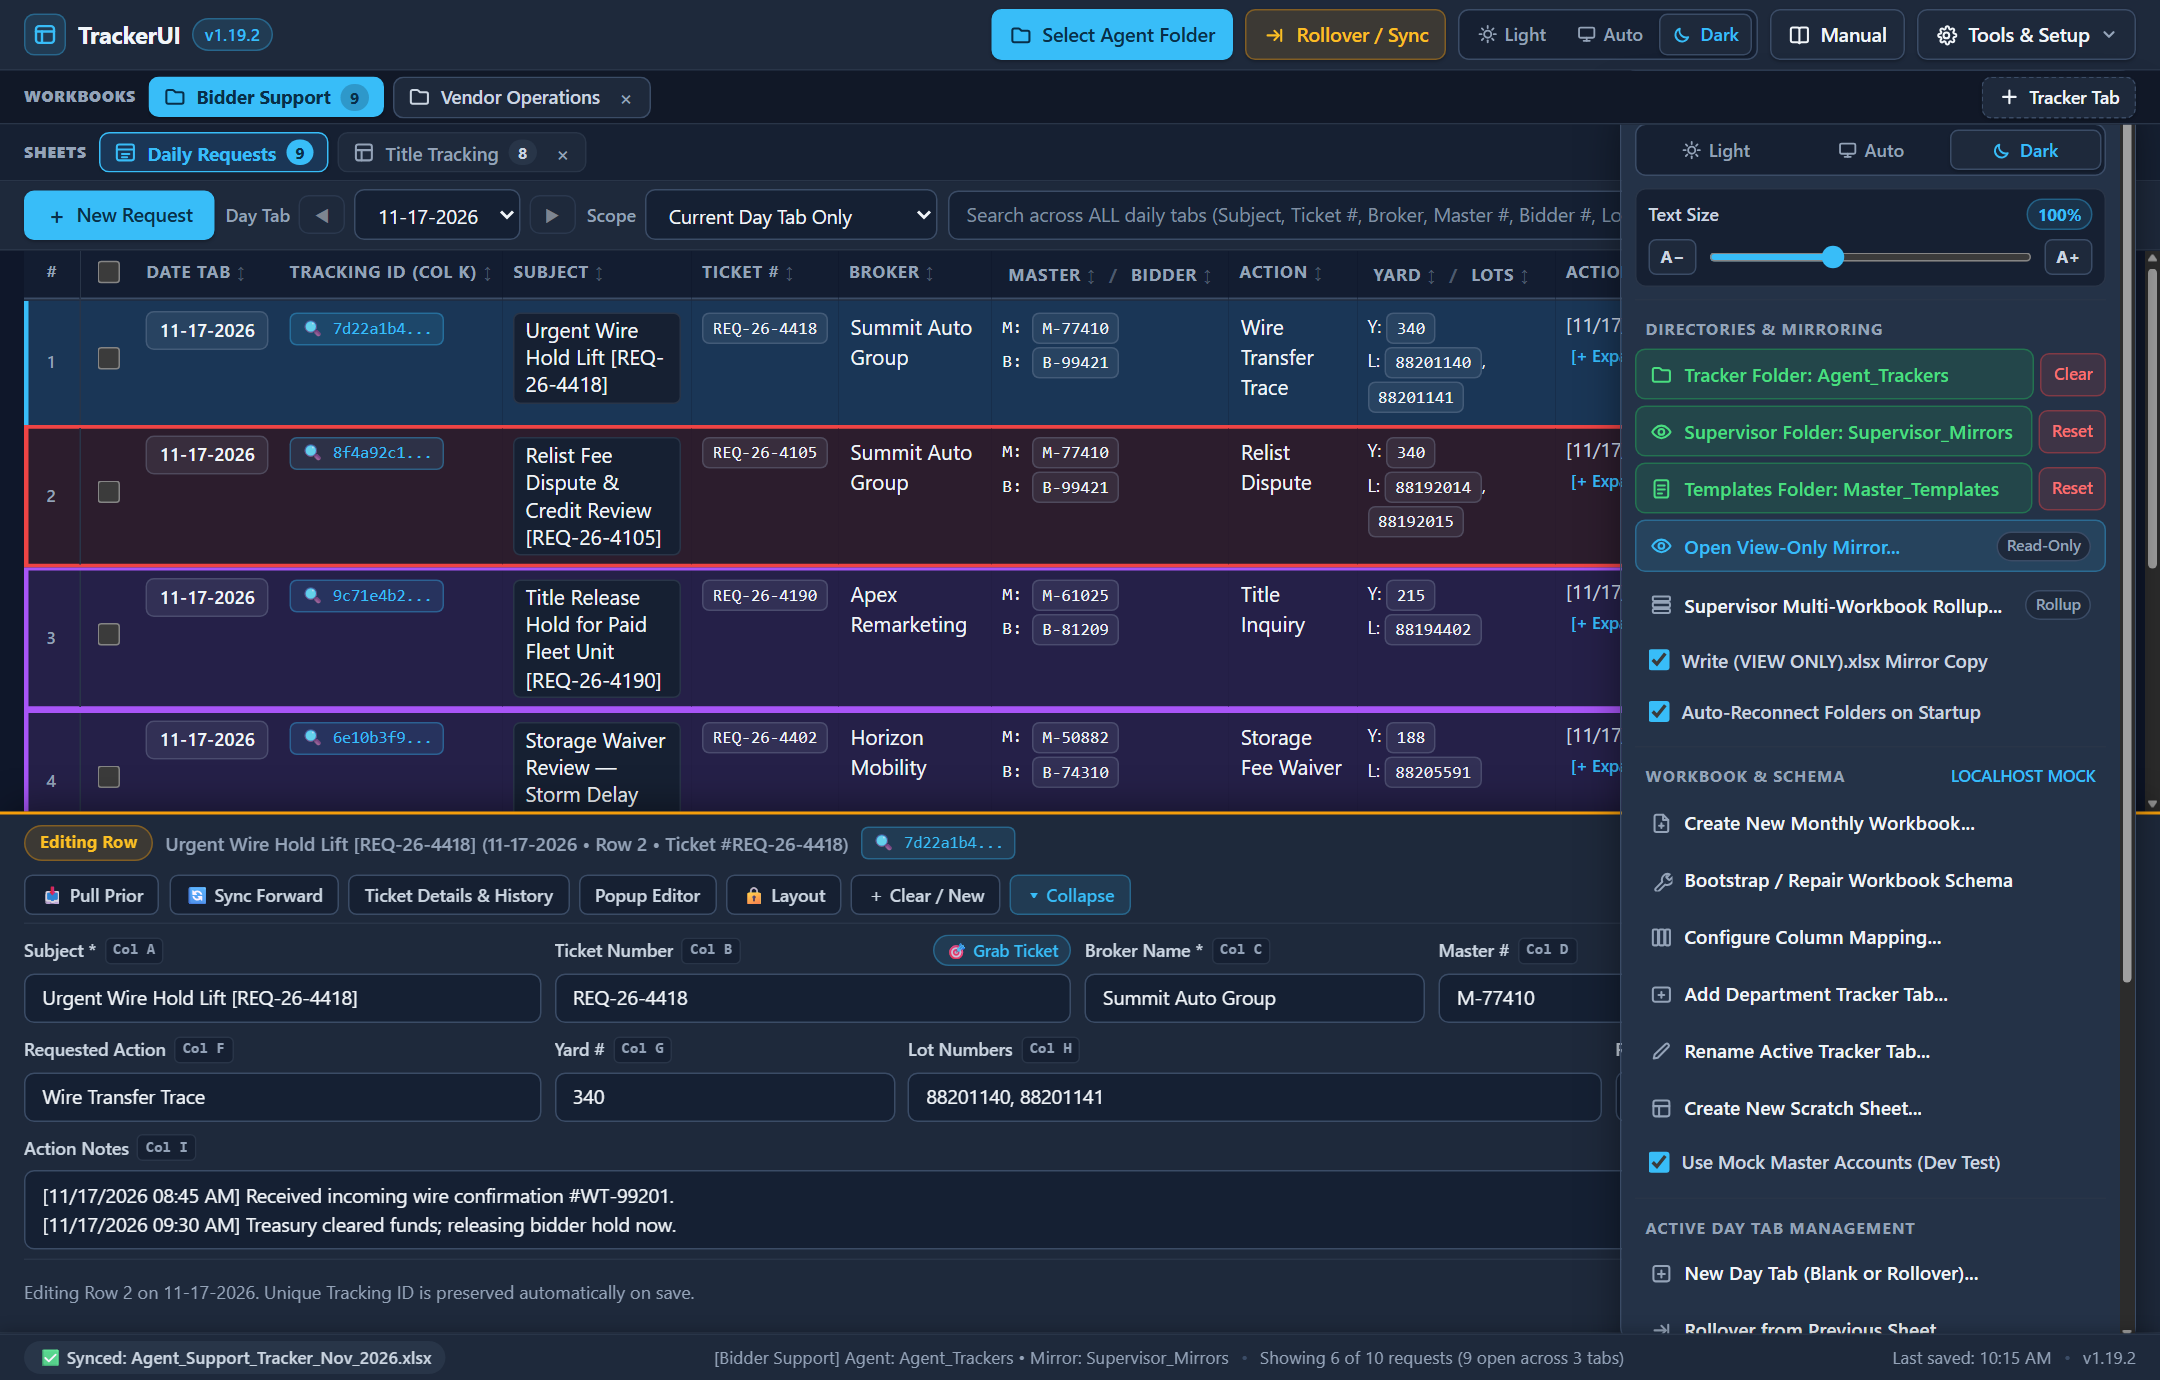 TrackerUI v1.19.2 Select Agent Folder Rollover / Sync Light Auto Dark Manual Tools & Setup
WORKBOOKS Bidder Support 9 Vendor Operations × + Tracker Tab
SHEETS Daily Requests 9 Title Tracking 8 ×
+ New Request Day Tab ◀ 11-17-2026 ▶ Scope Current Day Tab Only Search across ALL daily tabs (Subject, Ticket #, Broker, Master #, Bidder #, Lo
# DATE TAB TRACKING ID (COL K) SUBJECT TICKET # BROKER MASTER / BIDDER ACTION YARD / LOTS ACTIO
1 11-17-2026 7d22a1b4...
Urgent Wire
Hold Lift [REQ-
26-4418]
REQ-26-4418
Summit Auto
Group
M: M-77410
B: B-99421
Wire
Transfer
Trace
Y: 340
L: 88201140,
88201141
[11/17
[+ Expa
2 11-17-2026 8f4a92c1...
Relist Fee
Dispute &
Credit Review
[REQ-26-4105]
REQ-26-4105
Summit Auto
Group
M: M-77410
B: B-99421
Relist
Dispute
Y: 340
L: 88192014,
88192015
[11/17
[+ Expa
3 11-17-2026 9c71e4b2...
Title Release
Hold for Paid
Fleet Unit
[REQ-26-4190]
REQ-26-4190
Apex
Remarketing
M: M-61025
B: B-81209
Title
Inquiry
Y: 215
L: 88194402
[11/17
[+ Expa
4 11-17-2026 6e10b3f9...
Storage Waiver
Review —
Storm Delay
REQ-26-4402
Horizon
Mobility
M: M-50882
B: B-74310
Storage
Fee Waiver
Y: 188
L: 88205591
[11/17
[+ Expa
Editing Row Urgent Wire Hold Lift [REQ-26-4418] (11-17-2026 • Row 2 • Ticket #REQ-26-4418) 7d22a1b4...
Pull Prior Sync Forward Ticket Details & History Popup Editor Layout + Clear / New Collapse
Subject * Col A Ticket Number Col B Grab Ticket Broker Name * Col C Master # Col D
Urgent Wire Hold Lift [REQ-26-4418] REQ-26-4418 Summit Auto Group M-77410
Requested Action Col F Yard # Col G Lot Numbers Col H
Wire Transfer Trace 340 88201140, 88201141
Action Notes Col I
[11/17/2026 08:45 AM] Received incoming wire confirmation #WT-99201.
[11/17/2026 09:30 AM] Treasury cleared funds; releasing bidder hold now.
Editing Row 2 on 11-17-2026. Unique Tracking ID is preserved automatically on save.
Light Auto Dark
Text Size 100%
A− A+
DIRECTORIES & MIRRORING
Tracker Folder: Agent_Trackers Clear
Supervisor Folder: Supervisor_Mirrors Reset
Templates Folder: Master_Templates Reset
Open View-Only Mirror... Read-Only
Supervisor Multi-Workbook Rollup... Rollup
Write (VIEW ONLY).xlsx Mirror Copy
Auto-Reconnect Folders on Startup
WORKBOOK & SCHEMA LOCALHOST MOCK
Create New Monthly Workbook...
Bootstrap / Repair Workbook Schema
Configure Column Mapping...
Add Department Tracker Tab...
Rename Active Tracker Tab...
Create New Scratch Sheet...
Use Mock Master Accounts (Dev Test)
ACTIVE DAY TAB MANAGEMENT
New Day Tab (Blank or Rollover)...
Rollover from Previous Sheet
Synced: Agent_Support_Tracker_Nov_2026.xlsx [Bidder Support] Agent: Agent_Trackers • Mirror: Supervisor_Mirrors • Showing 6 of 10 requests (9 open across 3 tabs) Last saved: 10:15 AM • v1.19.2